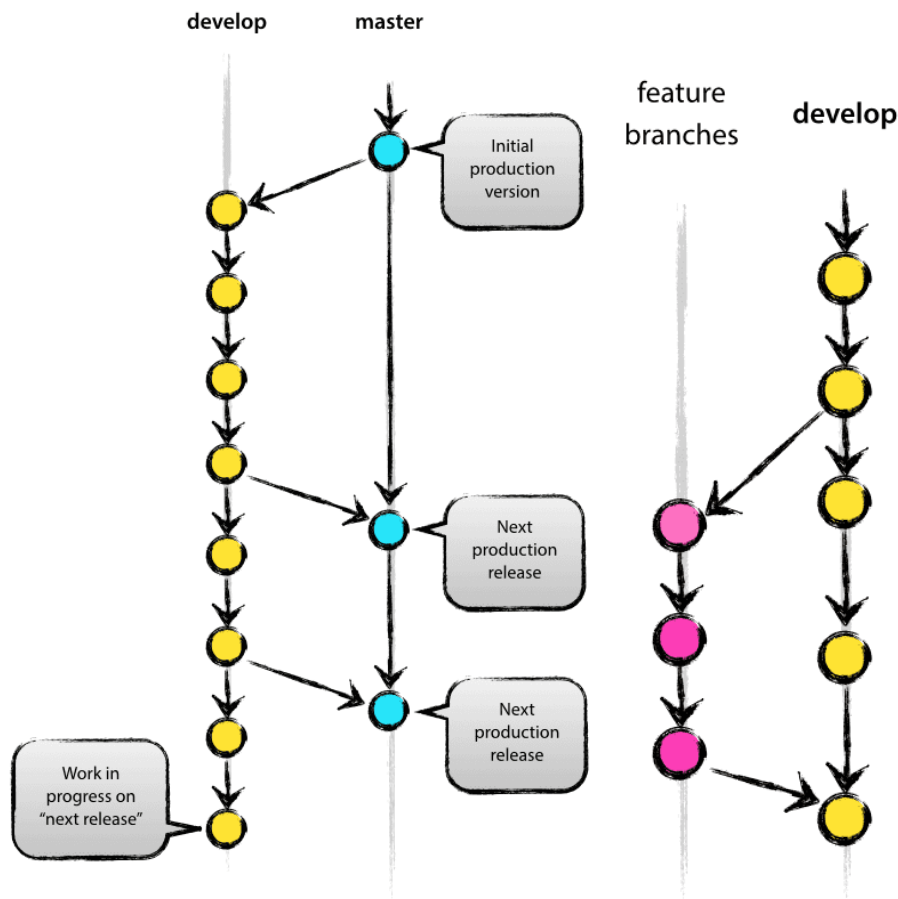 develop
master
Initial
production
version
Next
production
release
Next
production
release
Work in
progress on
“next release”
feature
branches
develop